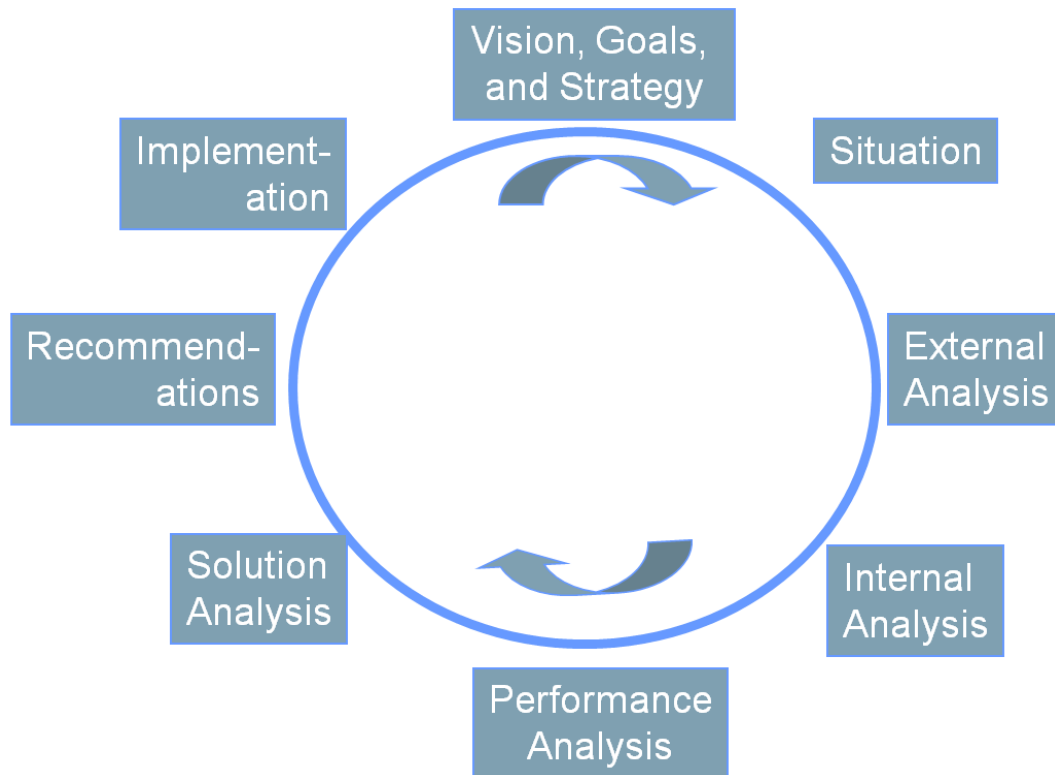 Vision, Goals,
and Strategy
Situation
External
Analysis
Internal
Analysis
Performance
Analysis
Solution
Analysis
Recommend-
ations
Implement-
ation